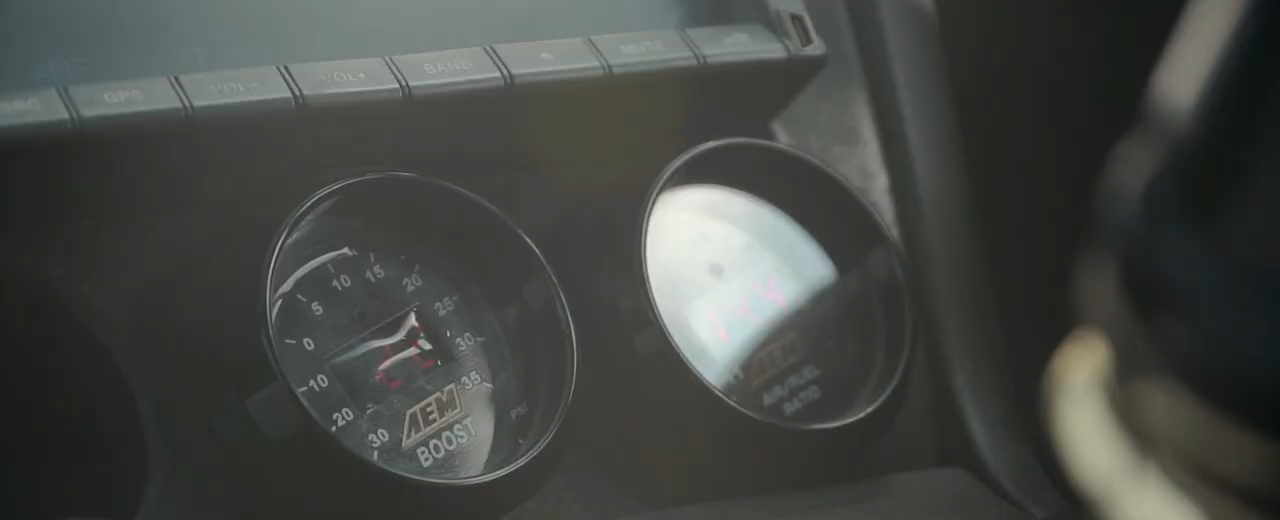 GPS
VOL-
VOL+
BAND
MUTE
5
10
15
20
25
30
35
0
10
20
30
AEM
BOOST
PSI
AEM
AIR/FUEL
RATIO